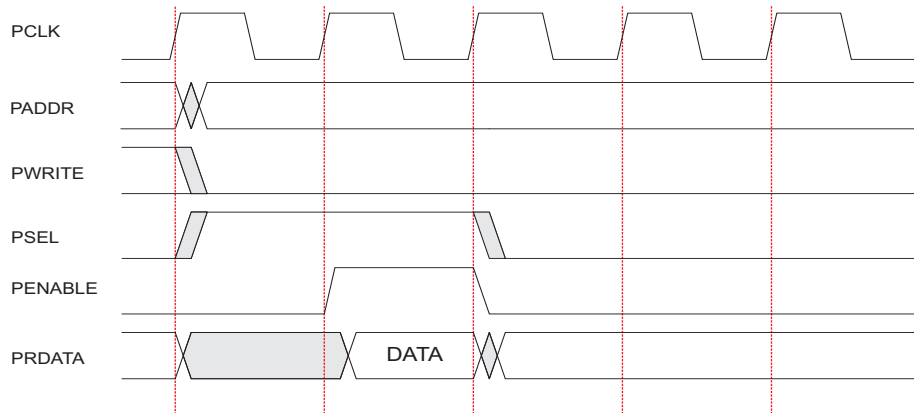 PCLK
PADDR
PWRITE
PSEL
PENABLE
PRDATA DATA